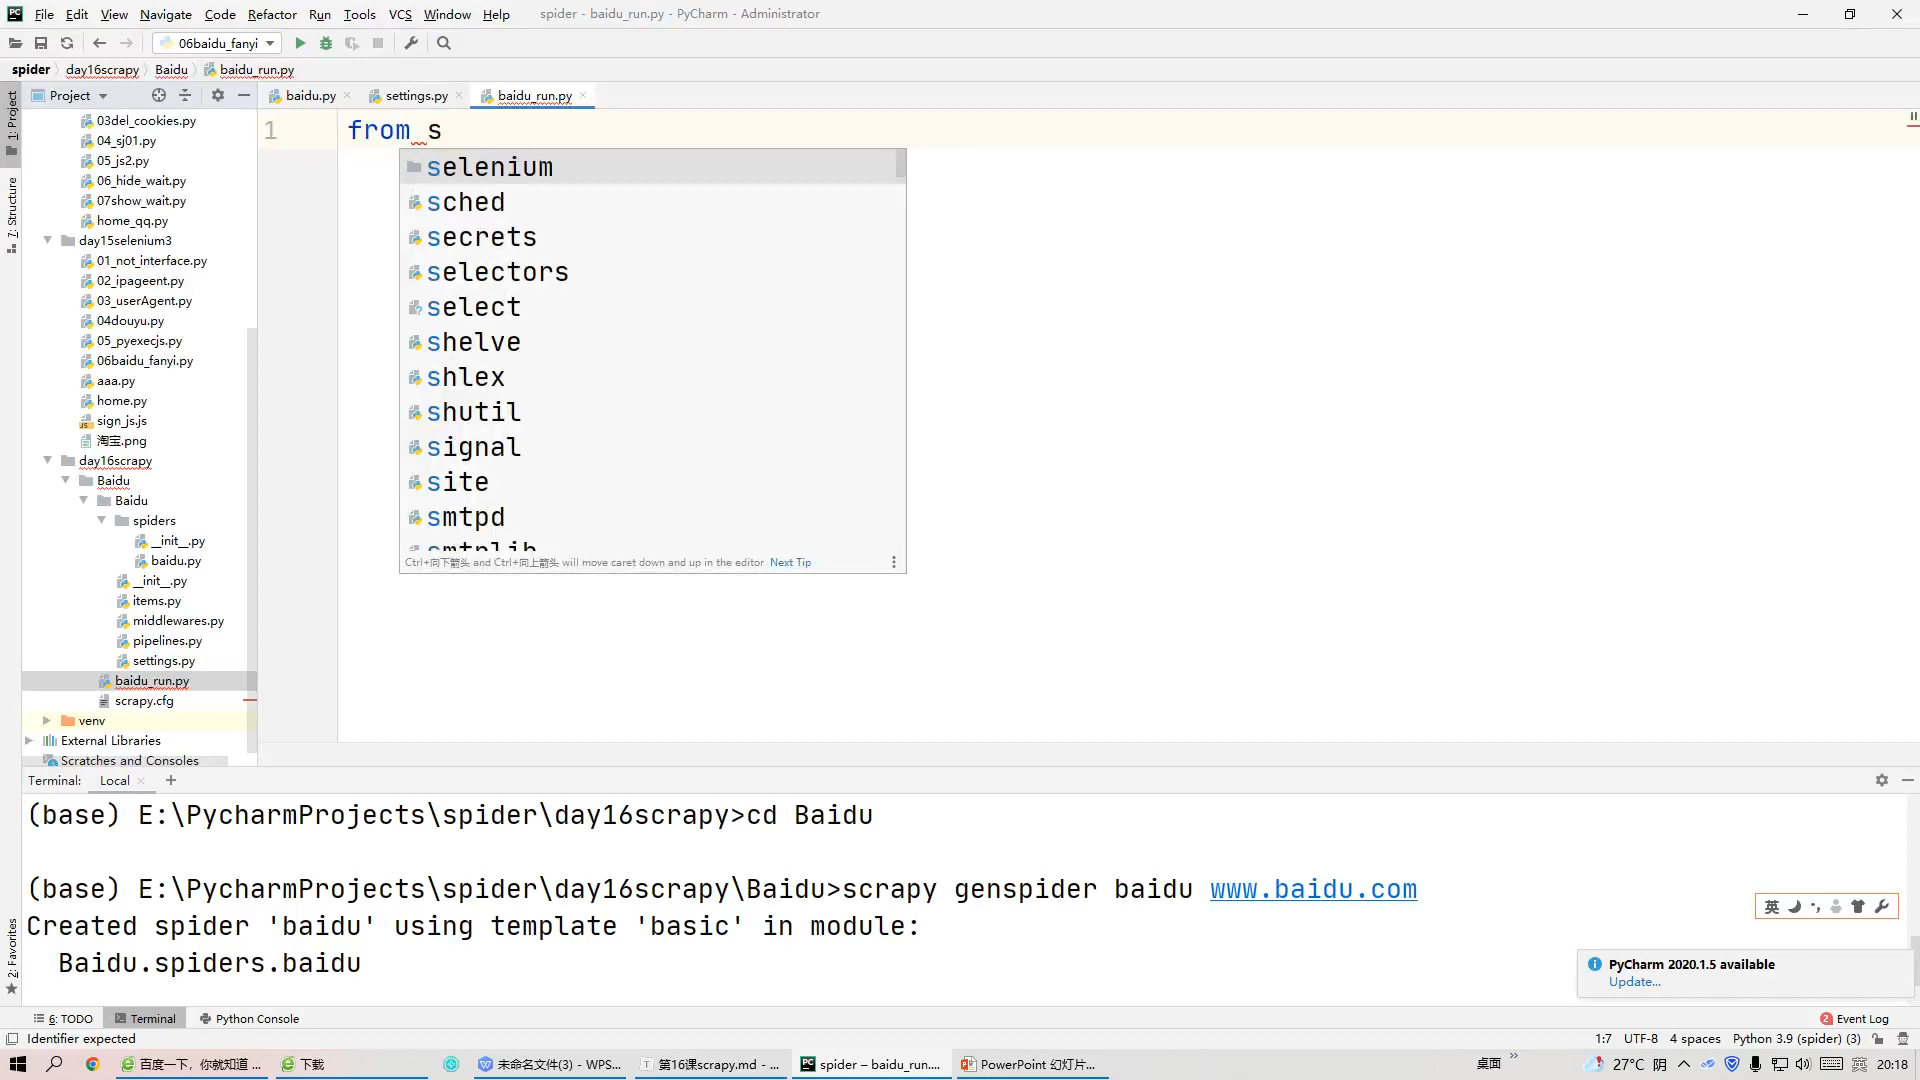 File Edit View Navigate Code Refactor Run Tools VCS Window Help spider - baidu_run.py - PyCharm - Administrator
06baidu_fanyi
spider day16scrapy Baidu baidu_run.py
Project
baidu.py settings.py baidu_run.py
1: Project
7: Structure
2: Favorites
03del_cookies.py
04_sj01.py
05_js2.py
06_hide_wait.py
07show_wait.py
home_qq.py
day15selenium3
01_not_interface.py
02_ipageent.py
03_userAgent.py
04douyu.py
05_pyexecjs.py
06baidu_fanyi.py
aaa.py
home.py
sign_js.js
淘宝.png
day16scrapy
Baidu
Baidu
spiders
__init__.py
baidu.py
__init__.py
items.py
middlewares.py
pipelines.py
settings.py
baidu_run.py
scrapy.cfg
venv
External Libraries
Scratches and Consoles
1 from s
selenium
sched
secrets
selectors
select
shelve
shlex
shutil
signal
site
smtpd
smtplib
Ctrl+向下箭头 and Ctrl+向上箭头 will move caret down and up in the editor Next Tip
Terminal: Local
(base) E:\PycharmProjects\spider\day16scrapy>cd Baidu
(base) E:\PycharmProjects\spider\day16scrapy\Baidu>scrapy genspider baidu www.baidu.com
Created spider 'baidu' using template 'basic' in module:
Baidu.spiders.baidu
英
PyCharm 2020.1.5 available
Update...
6: TODO Terminal Python Console
2 Event Log
Identifier expected
1:7 UTF-8 4 spaces Python 3.9 (spider) (3)
百度一下，你就知道 ... 下载 未命名文件(3) - WPS... 第16课scrapy.md - ... spider – baidu_run.... PowerPoint 幻灯片...
桌面 27°C 阴 英 20:18